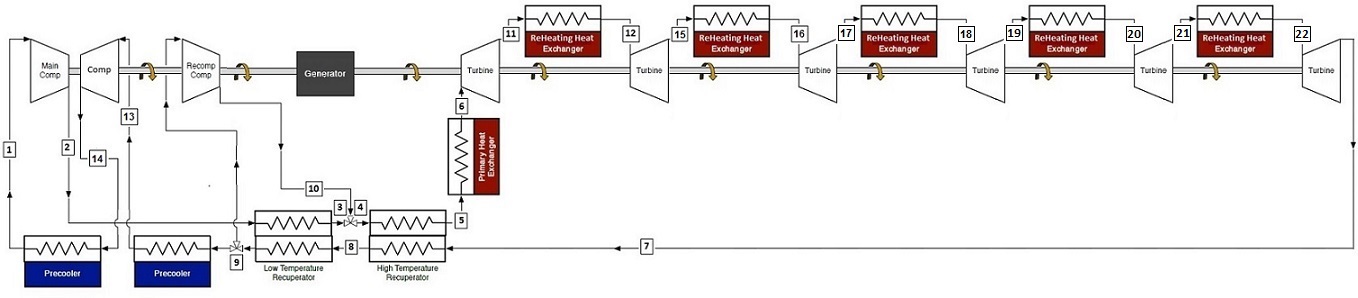 11
ReHeating Heat
Exchanger
12
15
ReHeating Heat
Exchanger
16
17
ReHeating Heat
Exchanger
18
19
ReHeating Heat
Exchanger
20
21
ReHeating Heat
Exchanger
22
Main
Comp
Comp
Recomp
Comp
Generator
Turbine
Turbine
Turbine
Turbine
Turbine
Turbine
6
13
1
2
14
Primary Heat
Exchanger
10
3
4
5
7
8
9
Precooler
Precooler
Low Temperature
Recuperator
High Temperature
Recuperator